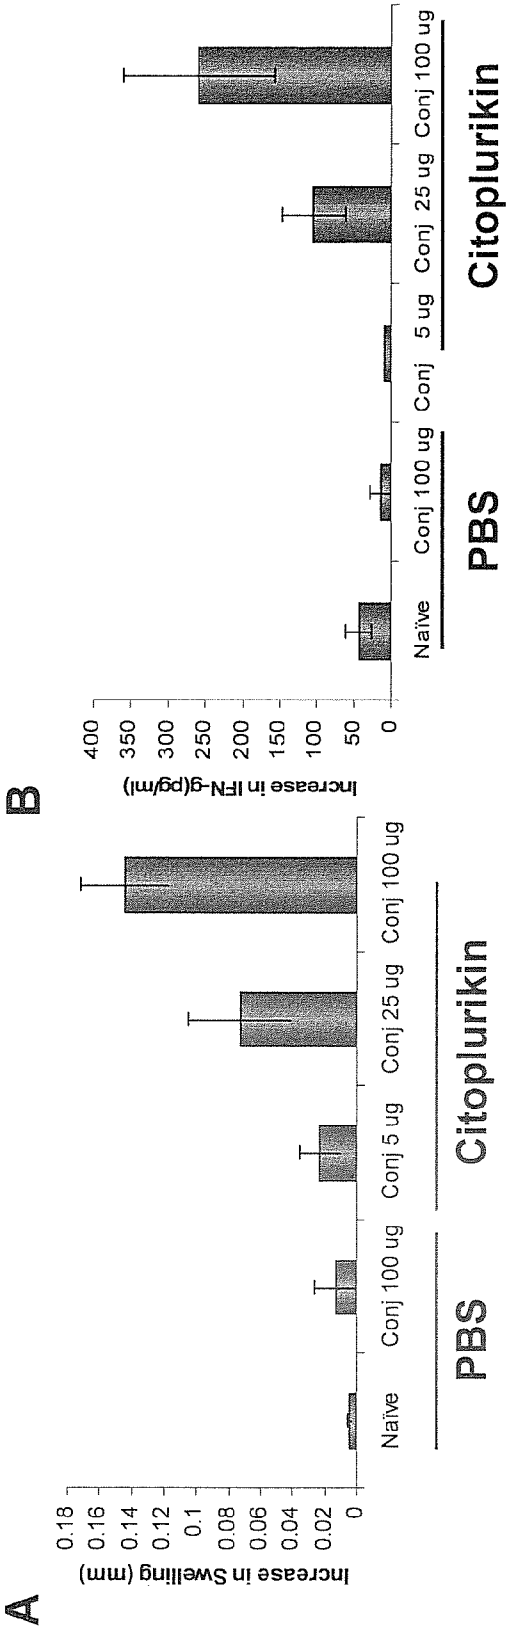 A
Increase in Swelling (mm)
0.18
0.16
0.14
0.12
0.1
0.08
0.06
0.04
0.02
0
Naïve
Conj 100 ug
Conj 5 ug
Conj 25 ug
Conj 100 ug
PBS
Citoplurikin
B
Increase in IFN-g(pg/ml)
400
350
300
250
200
150
100
50
0
Naïve
Conj 100 ug
Conj 5 ug
Conj 25 ug
Conj 100 ug
PBS
Citoplurikin